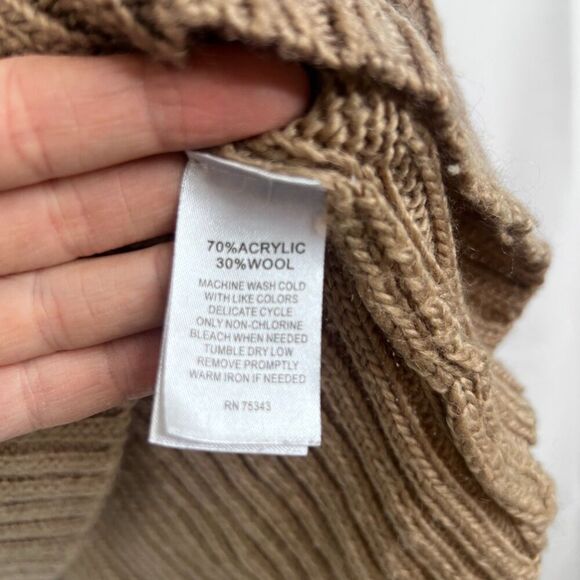 70%ACRYLIC
30%WOOL
MACHINE WASH COLD
WITH LIKE COLORS
DELICATE CYCLE
ONLY NON-CHLORINE
BLEACH WHEN NEEDED
TUMBLE DRY LOW
REMOVE PROMPTLY
WARM IRON IF NEEDED
RN 75343